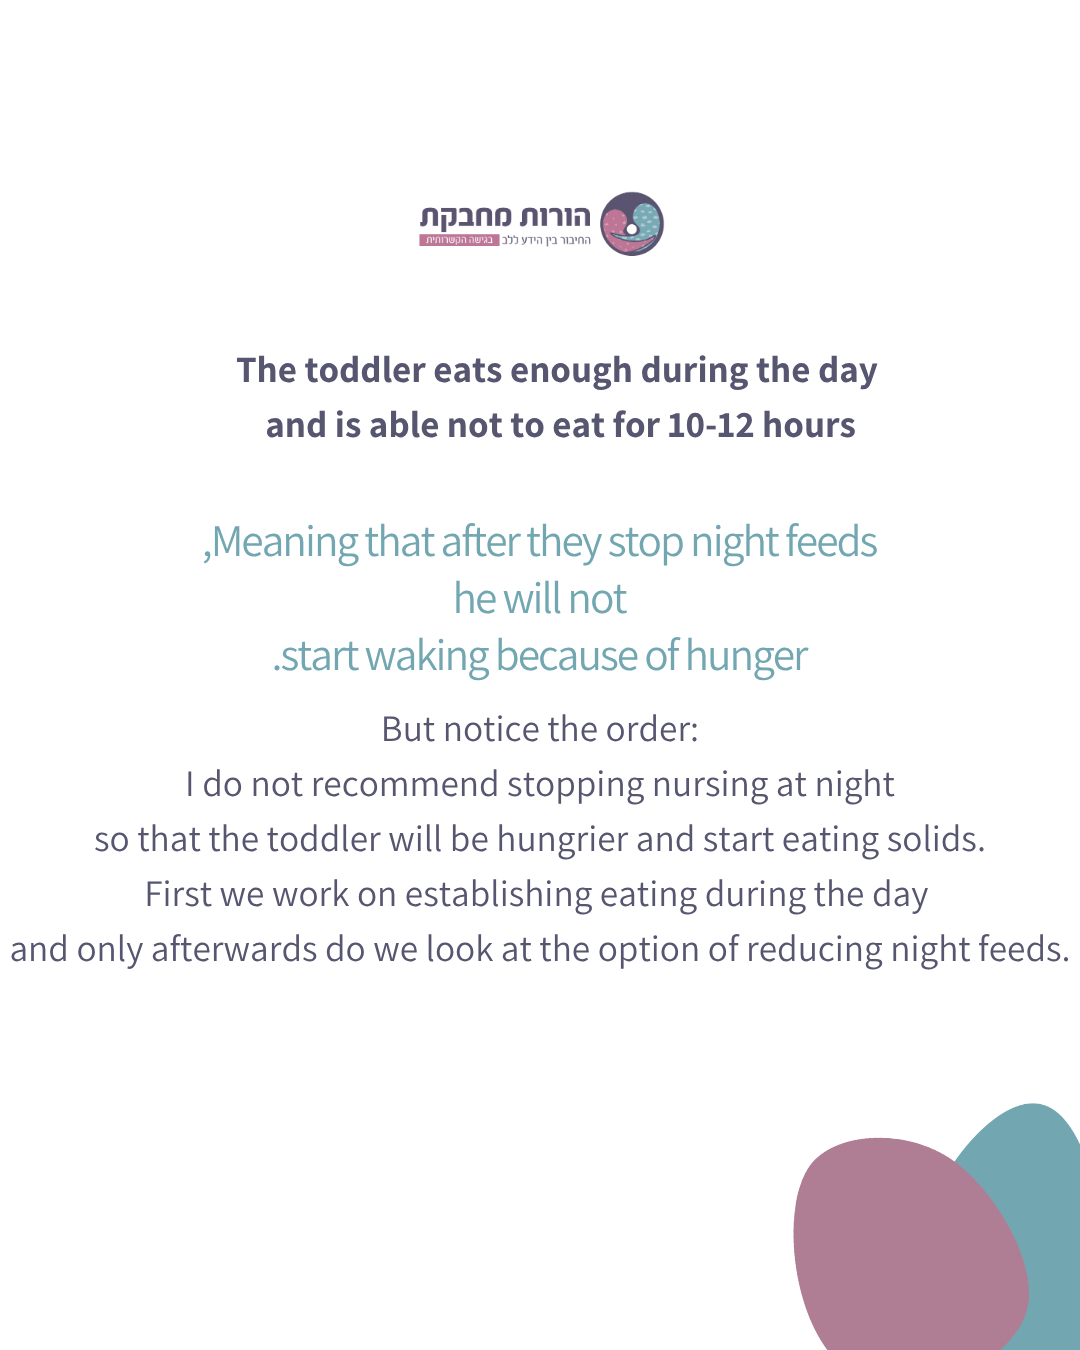 הורות מחבקת
החיבור בין הידע ללב בגישה הקשרותית
The toddler eats enough during the day
and is able not to eat for 10-12 hours
,Meaning that after they stop night feeds
he will not
.start waking because of hunger
But notice the order:
I do not recommend stopping nursing at night
so that the toddler will be hungrier and start eating solids.
First we work on establishing eating during the day
and only afterwards do we look at the option of reducing night feeds.